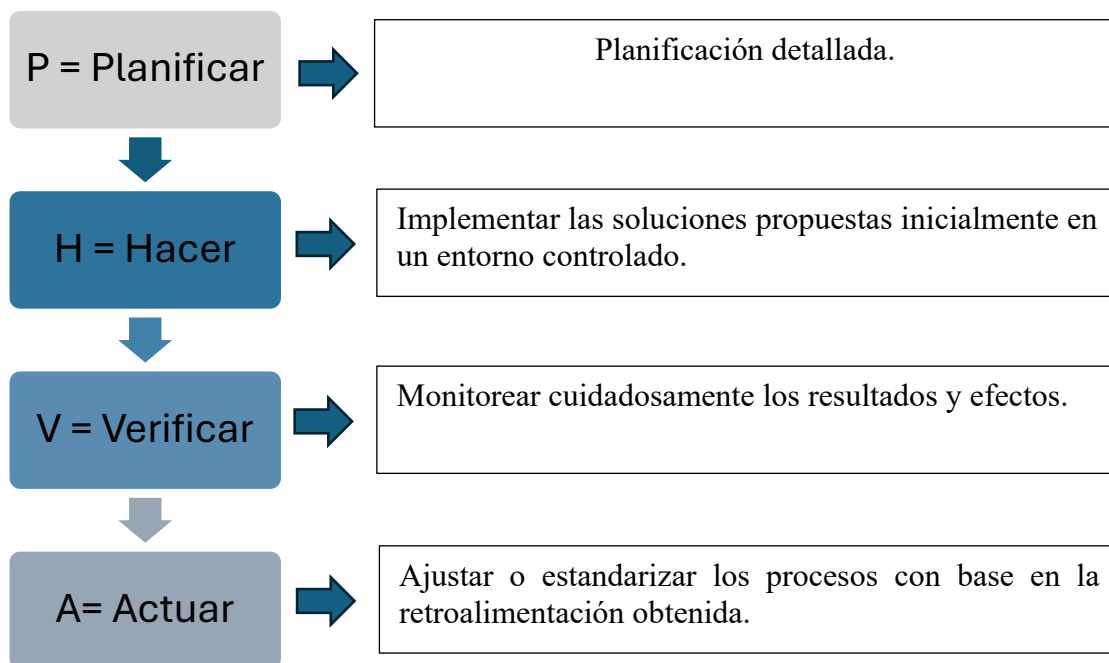 P = Planificar
Planificación detallada.
H = Hacer
Implementar las soluciones propuestas inicialmente en
un entorno controlado.
V = Verificar
Monitorear cuidadosamente los resultados y efectos.
A= Actuar
Ajustar o estandarizar los procesos con base en la
retroalimentación obtenida.